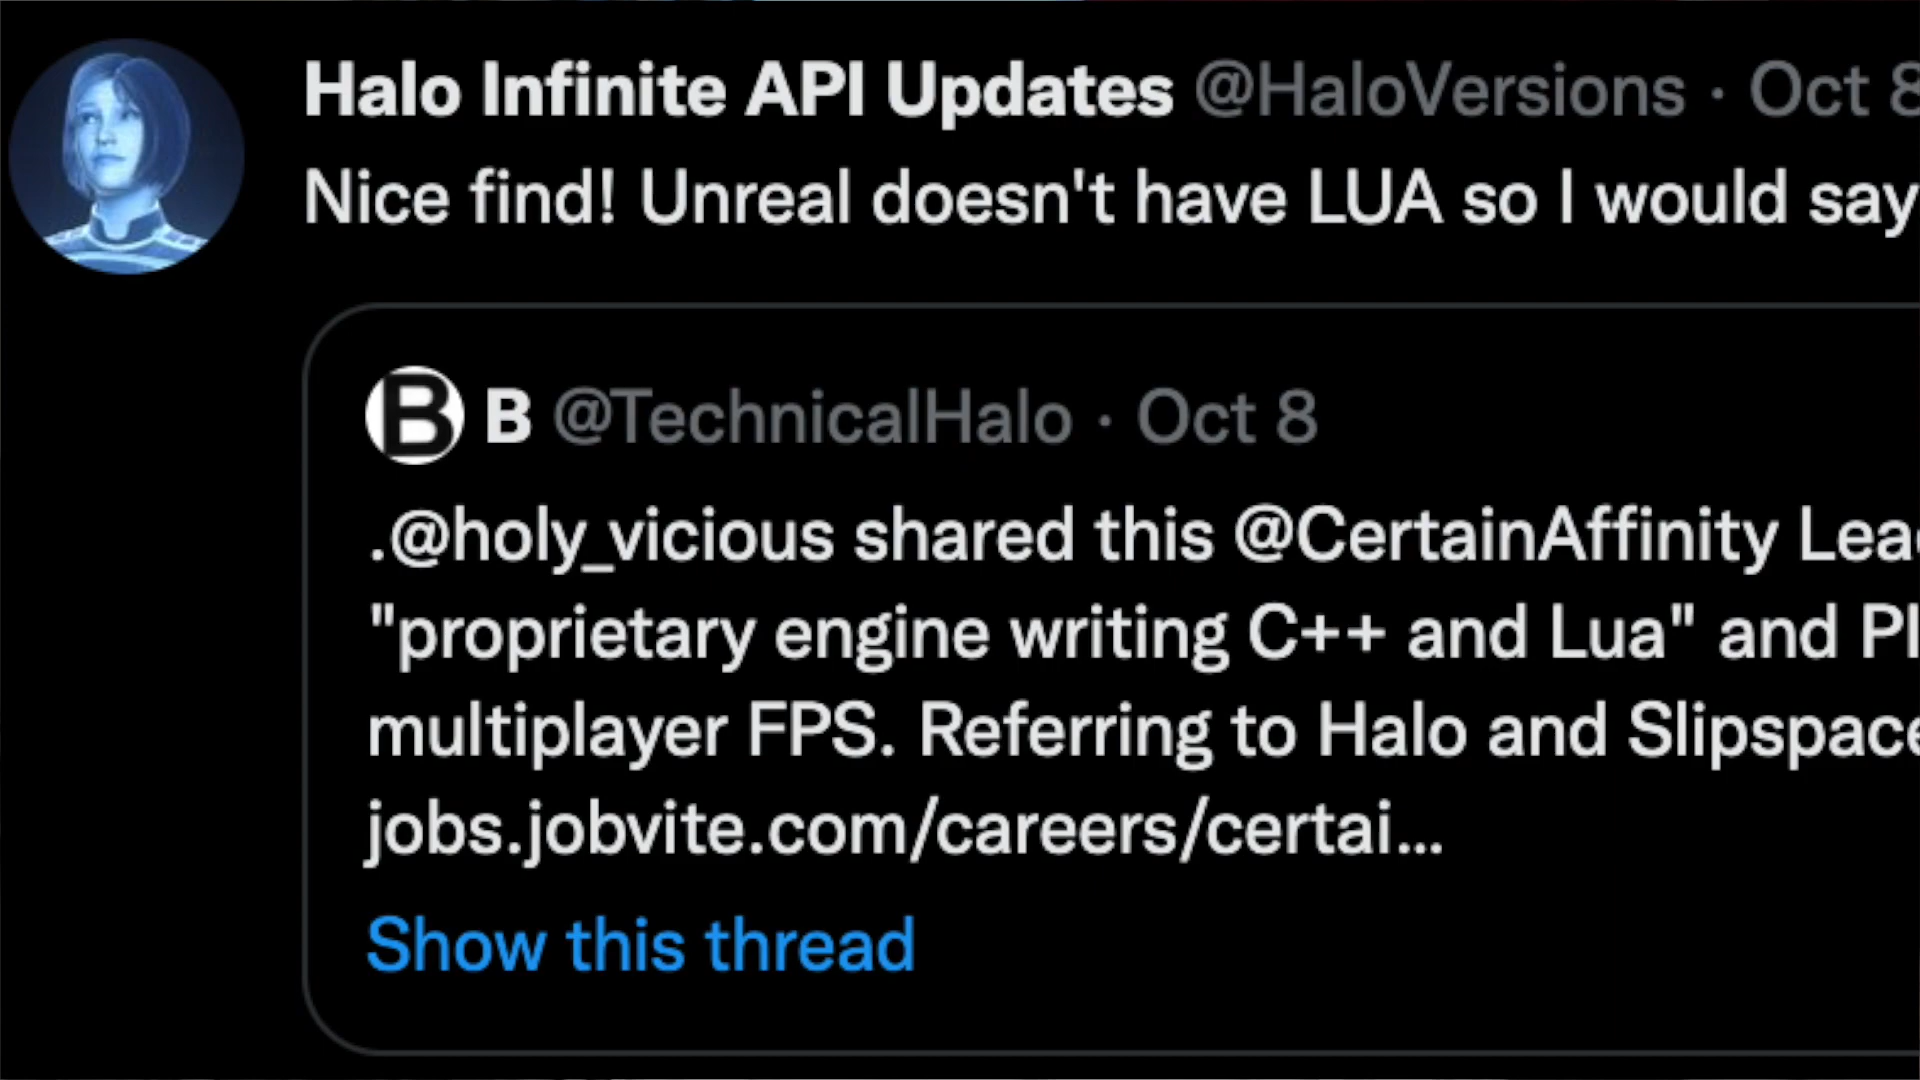 Halo Infinite API Updates @HaloVersions · Oct 8
Nice find! Unreal doesn't have LUA so I would say
B B @TechnicalHalo · Oct 8
.@holy_vicious shared this @CertainAffinity
"proprietary engine writing C++ and Lua" and
multiplayer FPS. Referring to Halo and Slipspace
jobs.jobvite.com/careers/certai...
Show this thread